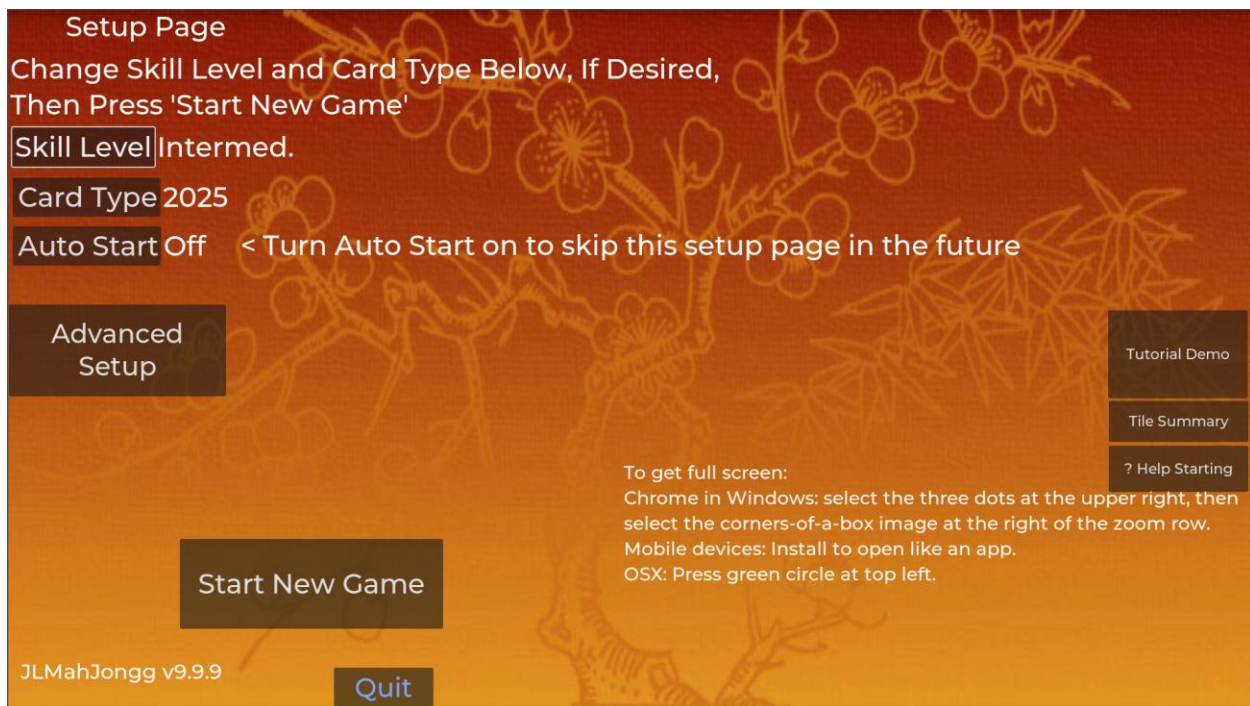 Setup Page
Change Skill Level and Card Type Below, If Desired,
Then Press 'Start New Game'
Skill Level Intermed.
Card Type 2025
Auto Start Off < Turn Auto Start on to skip this setup page in the future
Advanced
Setup
Tutorial Demo
Tile Summary
? Help Starting
To get full screen:
Chrome in Windows: select the three dots at the upper right, then
select the corners-of-a-box image at the right of the zoom row.
Mobile devices: Install to open like an app.
OSX: Press green circle at top left.
Start New Game
JLMahJongg v9.9.9
Quit